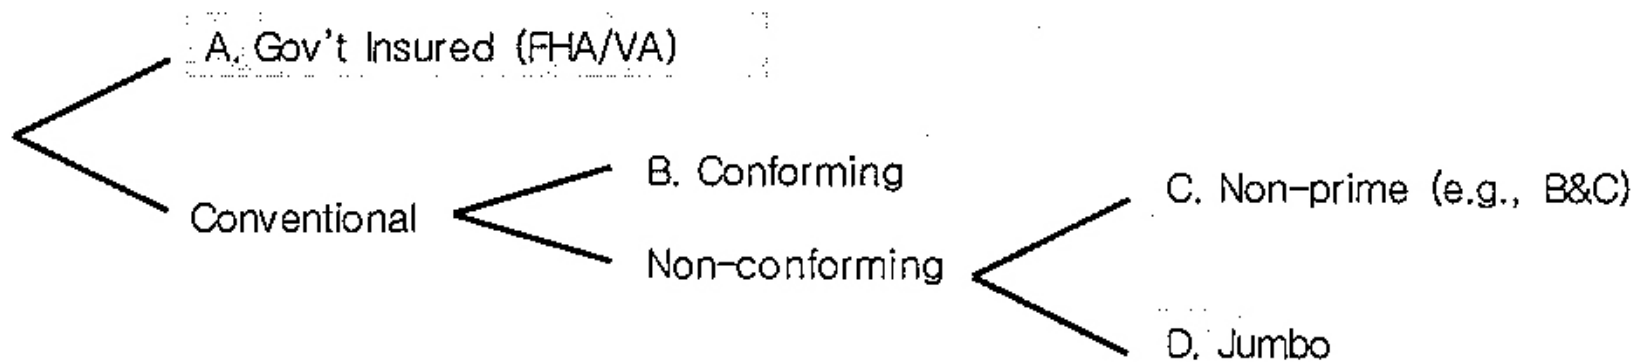 A. Gov't Insured (FHA/VA)
Conventional
B. Conforming
Non-conforming
C. Non-prime (e.g., B&C)
D. Jumbo